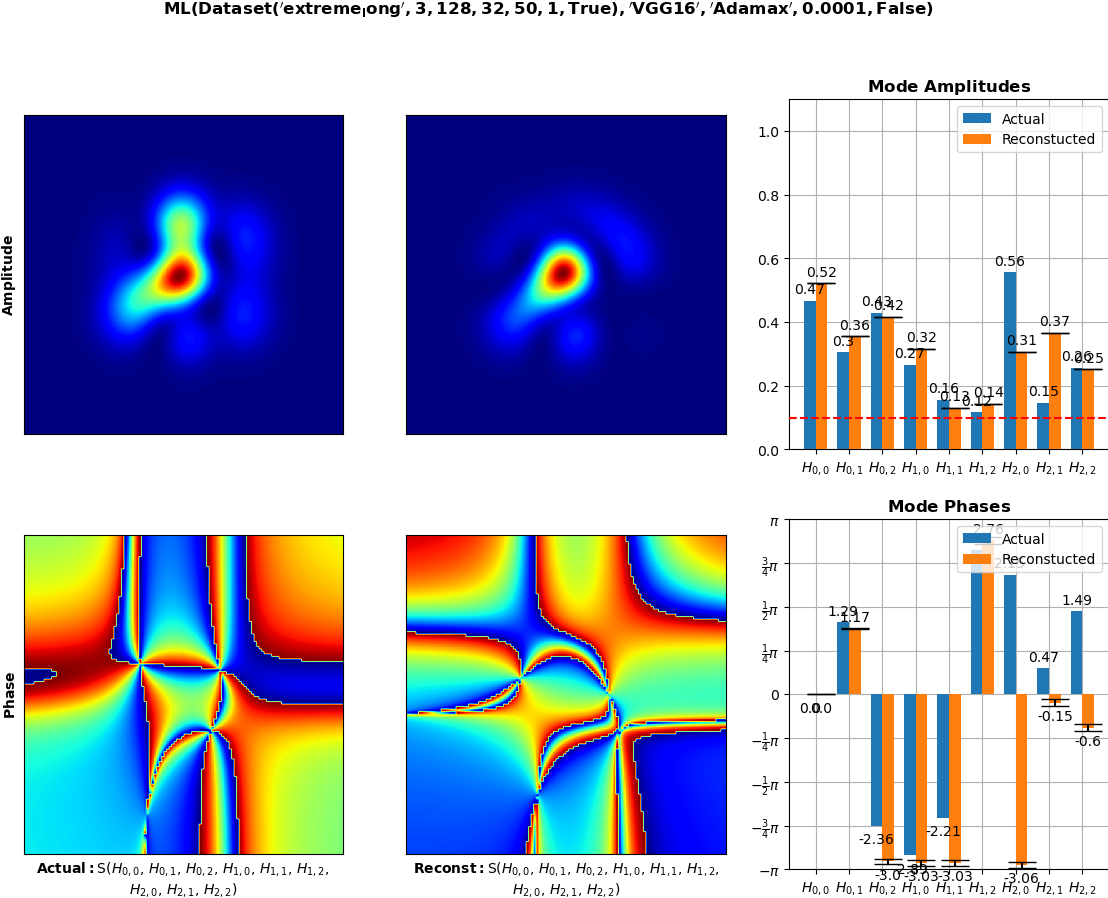 ML(Dataset('extreme_long', 3, 128, 32, 50, 1, True), 'VGG16', 'Adamax', 0.0001, False)
Mode Amplitudes
Amplitude
Actual
Reconstucted
1.0
0.8
0.6
0.4
0.2
0.0
0.47
0.52
0.3
0.36
0.43
0.42
0.27
0.32
0.16
0.13
0.12
0.14
0.56
0.31
0.15
0.37
0.26
0.25
H0,0 H0,1 H0,2 H1,0 H1,1 H1,2 H2,0 H2,1 H2,2
Mode Phases
Phase
Actual
Reconstucted
π
3/4π
1/2π
1/4π
0
−1/4π
−1/2π
−3/4π
−π
0.0
0.0
1.29
1.17
-2.36
-3.0
-3.03
-2.21
-3.03
2.76
-3.06
0.47
-0.15
1.49
-0.6
H0,0 H0,1 H0,2 H1,0 H1,1 H1,2 H2,0 H2,1 H2,2
Actual: S(H0,0, H0,1, H0,2, H1,0, H1,1, H1,2,
H2,0, H2,1, H2,2)
Reconst: S(H0,0, H0,1, H0,2, H1,0, H1,1, H1,2,
H2,0, H2,1, H2,2)